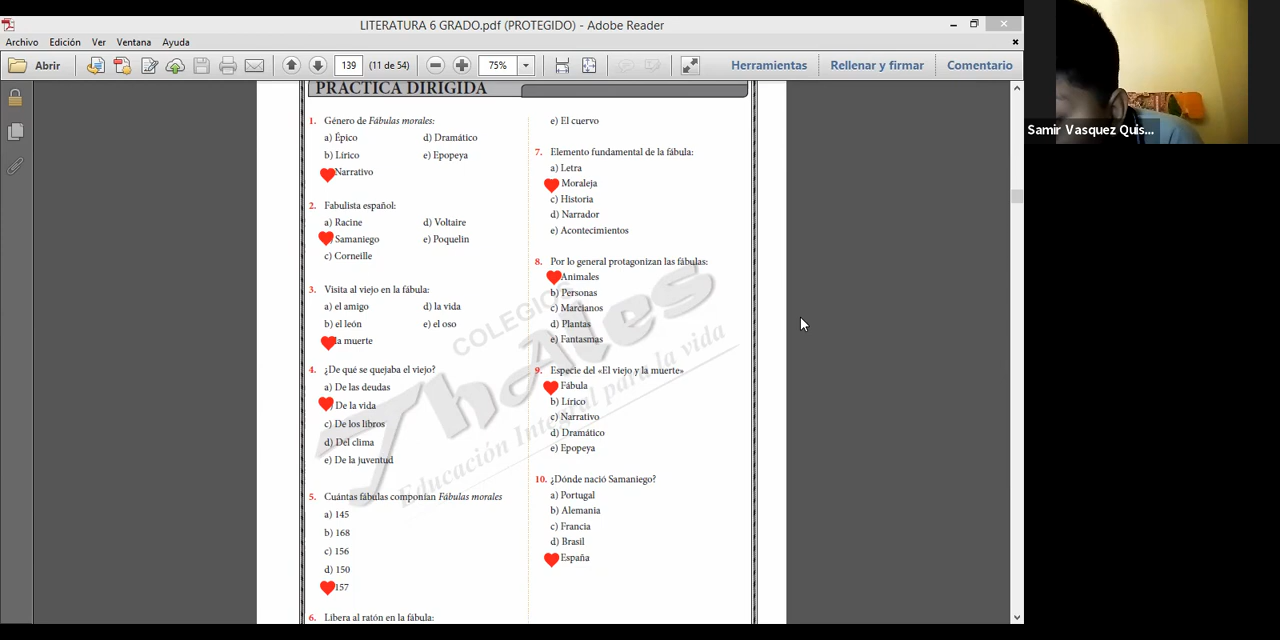 LITERATURA 6 GRADO.pdf (PROTEGIDO) - Adobe Reader
Archivo Edición Ver Ventana Ayuda
Abrir 139 (11 de 54) 75% Herramientas Rellenar y firmar Comentario
Samir Vasquez Quis...
PRACTICA DIRIGIDA
1. Género de Fábulas morales:
a) Épico d) Dramático
b) Lírico e) Epopeya
Narrativo
2. Fabulista español:
a) Racine d) Voltaire
Samaniego e) Poquelin
c) Corneille
3. Visita al viejo en la fábula:
a) el amigo d) la vida
b) el león e) el oso
la muerte
4. ¿De qué se quejaba el viejo?
a) De las deudas
) De la vida
c) De los libros
d) Del clima
e) De la juventud
5. Cuántas fábulas componían Fábulas morales
a) 145
b) 168
c) 156
d) 150
157
6. Libera al ratón en la fábula:
e) El cuervo
7. Elemento fundamental de la fábula:
a) Letra
Moraleja
c) Historia
d) Narrador
e) Acontecimientos
8. Por lo general protagonizan las fábulas:
Animales
b) Personas
c) Marcianos
d) Plantas
e) Fantasmas
9. Especie del «El viejo y la muerte»
Fábula
b) Lírico
c) Narrativo
d) Dramático
e) Epopeya
10. ¿Dónde nació Samaniego?
a) Portugal
b) Alemania
c) Francia
d) Brasil
España
COLEGIOS
Thales
Educación Integral para la vida